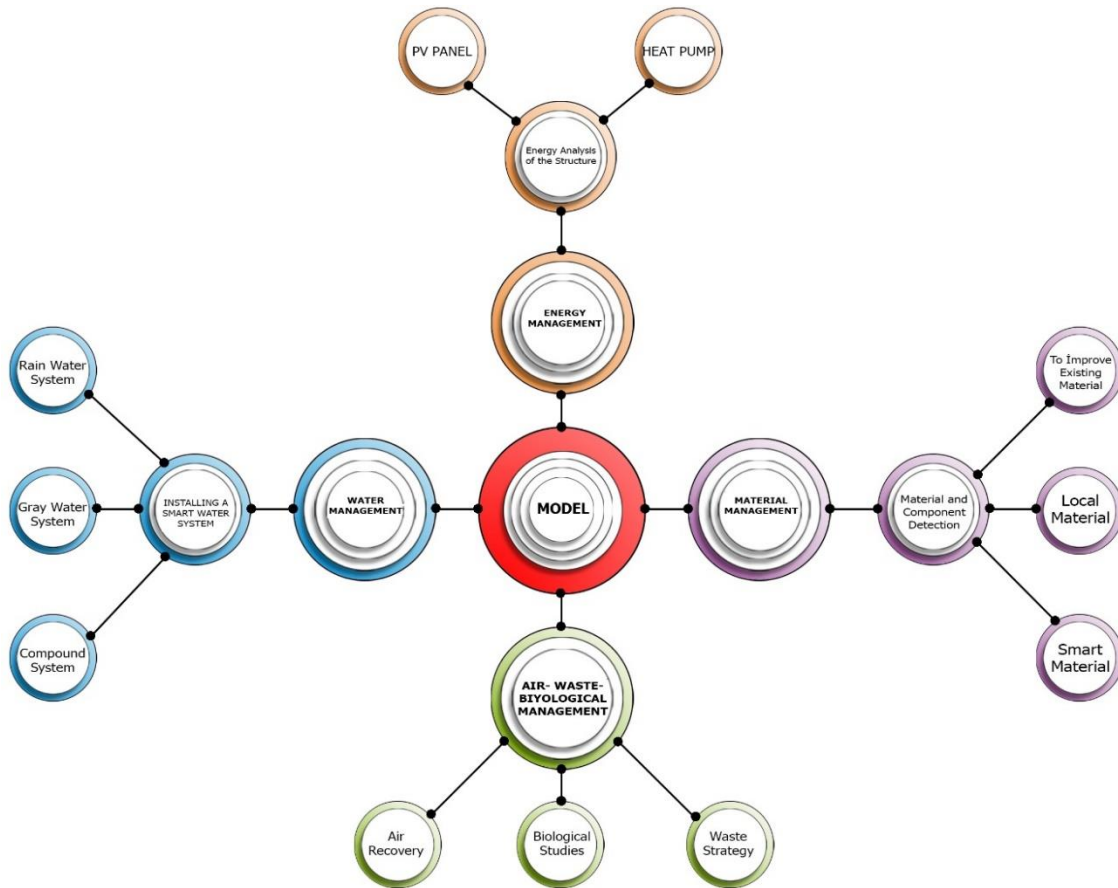 PV PANEL
HEAT PUMP
Energy Analysis
of the Structure
ENERGY
MANAGEMENT
Rain Water
System
To İmprove
Existing
Material
Gray Water
System
INSTALLING A
SMART WATER
SYSTEM
WATER
MANAGEMENT
MODEL
MATERIAL
MANAGEMENT
Material and
Component
Detection
Local
Material
Compound
System
Smart
Material
AIR- WASTE-
BIYOLOGICAL
MANAGEMENT
Air
Recovery
Biological
Studies
Waste
Strategy